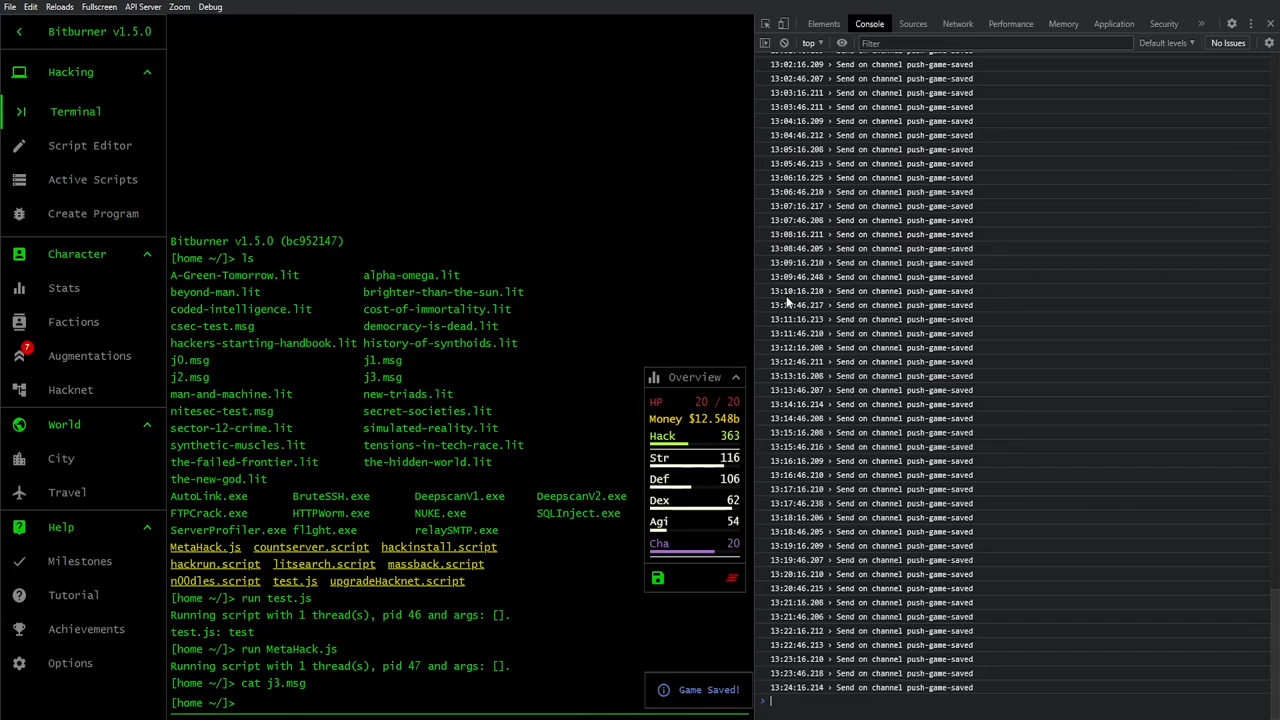 File Edit Reloads Fullscreen API Server Zoom Debug
Bitburner v1.5.0
Hacking
Terminal
Script Editor
Active Scripts
Create Program
Character
Stats
Factions
7
Augmentations
Hacknet
World
City
Travel
Help
Milestones
Tutorial
Achievements
Options
Bitburner v1.5.0 (bc952147)
[home ~/]> ls
A-Green-Tomorrow.lit alpha-omega.lit
beyond-man.lit brighter-than-the-sun.lit
coded-intelligence.lit cost-of-immortality.lit
csec-test.msg democracy-is-dead.lit
hackers-starting-handbook.lit history-of-synthoids.lit
j0.msg j1.msg
j2.msg j3.msg
man-and-machine.lit new-triads.lit
nitesec-test.msg secret-societies.lit
sector-12-crime.lit simulated-reality.lit
synthetic-muscles.lit tensions-in-tech-race.lit
the-failed-frontier.lit the-hidden-world.lit
the-new-god.lit
AutoLink.exe BruteSSH.exe DeepscanV1.exe DeepscanV2.exe
FTPCrack.exe HTTPWorm.exe NUKE.exe SQLInject.exe
ServerProfiler.exe fl1ght.exe relaySMTP.exe
MetaHack.js countserver.script hackinstall.script
hackrun.script litsearch.script massback.script
n00dles.script test.js upgradeHacknet.script
[home ~/]> run test.js
Running script with 1 thread(s), pid 46 and args: [].
test.js: test
[home ~/]> run MetaHack.js
Running script with 1 thread(s), pid 47 and args: [].
[home ~/]> cat j3.msg
[home ~/]>
Overview
HP 20 / 20
Money $12.548b
Hack 363
Str 116
Def 106
Dex 62
Agi 54
Cha 20
Game Saved!
Elements Console Sources Network Performance Memory Application Security »
top Filter Default levels No Issues
13:02:16.209 › Send on channel push-game-saved
13:02:46.207 › Send on channel push-game-saved
13:03:16.211 › Send on channel push-game-saved
13:03:46.211 › Send on channel push-game-saved
13:04:16.209 › Send on channel push-game-saved
13:04:46.212 › Send on channel push-game-saved
13:05:16.208 › Send on channel push-game-saved
13:05:46.213 › Send on channel push-game-saved
13:06:16.225 › Send on channel push-game-saved
13:06:46.210 › Send on channel push-game-saved
13:07:16.217 › Send on channel push-game-saved
13:07:46.208 › Send on channel push-game-saved
13:08:16.211 › Send on channel push-game-saved
13:08:46.205 › Send on channel push-game-saved
13:09:16.210 › Send on channel push-game-saved
13:09:46.248 › Send on channel push-game-saved
13:10:16.210 › Send on channel push-game-saved
› Send on channel push-game-saved
13:11:16.213 › Send on channel push-game-saved
13:11:46.210 › Send on channel push-game-saved
13:12:16.208 › Send on channel push-game-saved
13:12:46.211 › Send on channel push-game-saved
13:13:16.208 › Send on channel push-game-saved
13:13:46.207 › Send on channel push-game-saved
13:14:16.214 › Send on channel push-game-saved
13:14:46.208 › Send on channel push-game-saved
13:15:16.208 › Send on channel push-game-saved
13:15:46.216 › Send on channel push-game-saved
13:16:16.209 › Send on channel push-game-saved
13:16:46.210 › Send on channel push-game-saved
13:17:16.210 › Send on channel push-game-saved
13:17:46.238 › Send on channel push-game-saved
13:18:16.206 › Send on channel push-game-saved
13:18:46.205 › Send on channel push-game-saved
13:19:16.209 › Send on channel push-game-saved
13:19:46.207 › Send on channel push-game-saved
13:20:16.210 › Send on channel push-game-saved
13:20:46.215 › Send on channel push-game-saved
13:21:16.208 › Send on channel push-game-saved
13:21:46.206 › Send on channel push-game-saved
13:22:16.212 › Send on channel push-game-saved
13:22:46.213 › Send on channel push-game-saved
13:23:16.210 › Send on channel push-game-saved
13:23:46.218 › Send on channel push-game-saved
13:24:16.214 › Send on channel push-game-saved